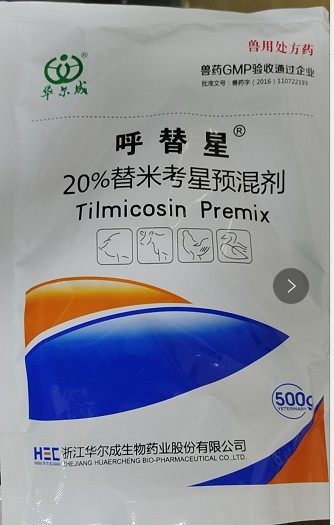 兽用处方药
华尔成
兽药GMP验收通过企业
批准文号：兽药字（2016）110722193
呼替星®
20%替米考星预混剂
Tilmicosin Premix
500g
VETERINARY
HEC 浙江华尔成生物药业股份有限公司
ZHEJIANG HUAERCHENG BIO-PHARMACEUTICAL CO.,LTD.